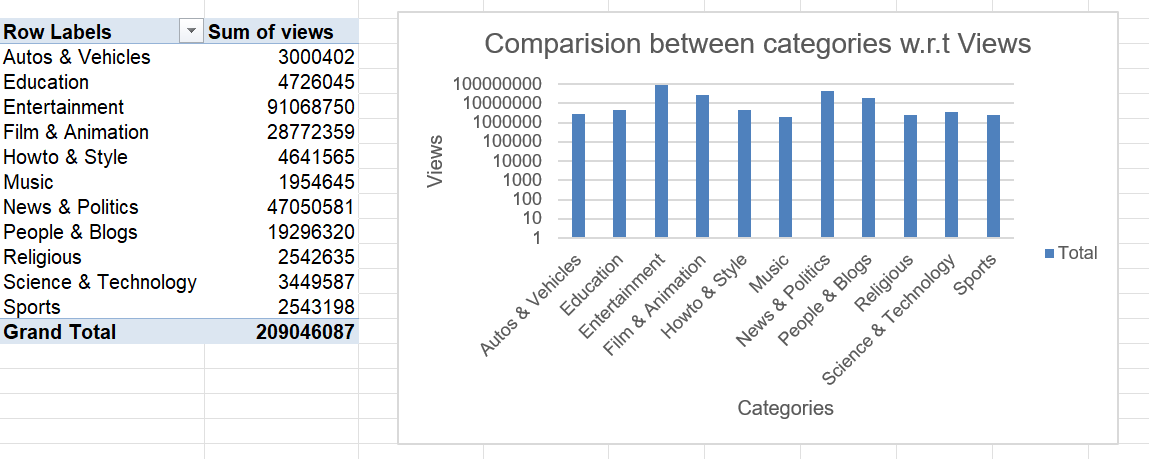 Row Labels Sum of views
Autos & Vehicles 3000402
Education 4726045
Entertainment 91068750
Film & Animation 28772359
Howto & Style 4641565
Music 1954645
News & Politics 47050581
People & Blogs 19296320
Religious 2542635
Science & Technology 3449587
Sports 2543198
Grand Total 209046087
Comparision between categories w.r.t Views
Views
100000000
10000000
1000000
100000
10000
1000
100
10
1
Autos & Vehicles
Education
Entertainment
Film & Animation
Howto & Style
Music
News & Politics
People & Blogs
Religious
Science & Technology
Sports
Categories
Total